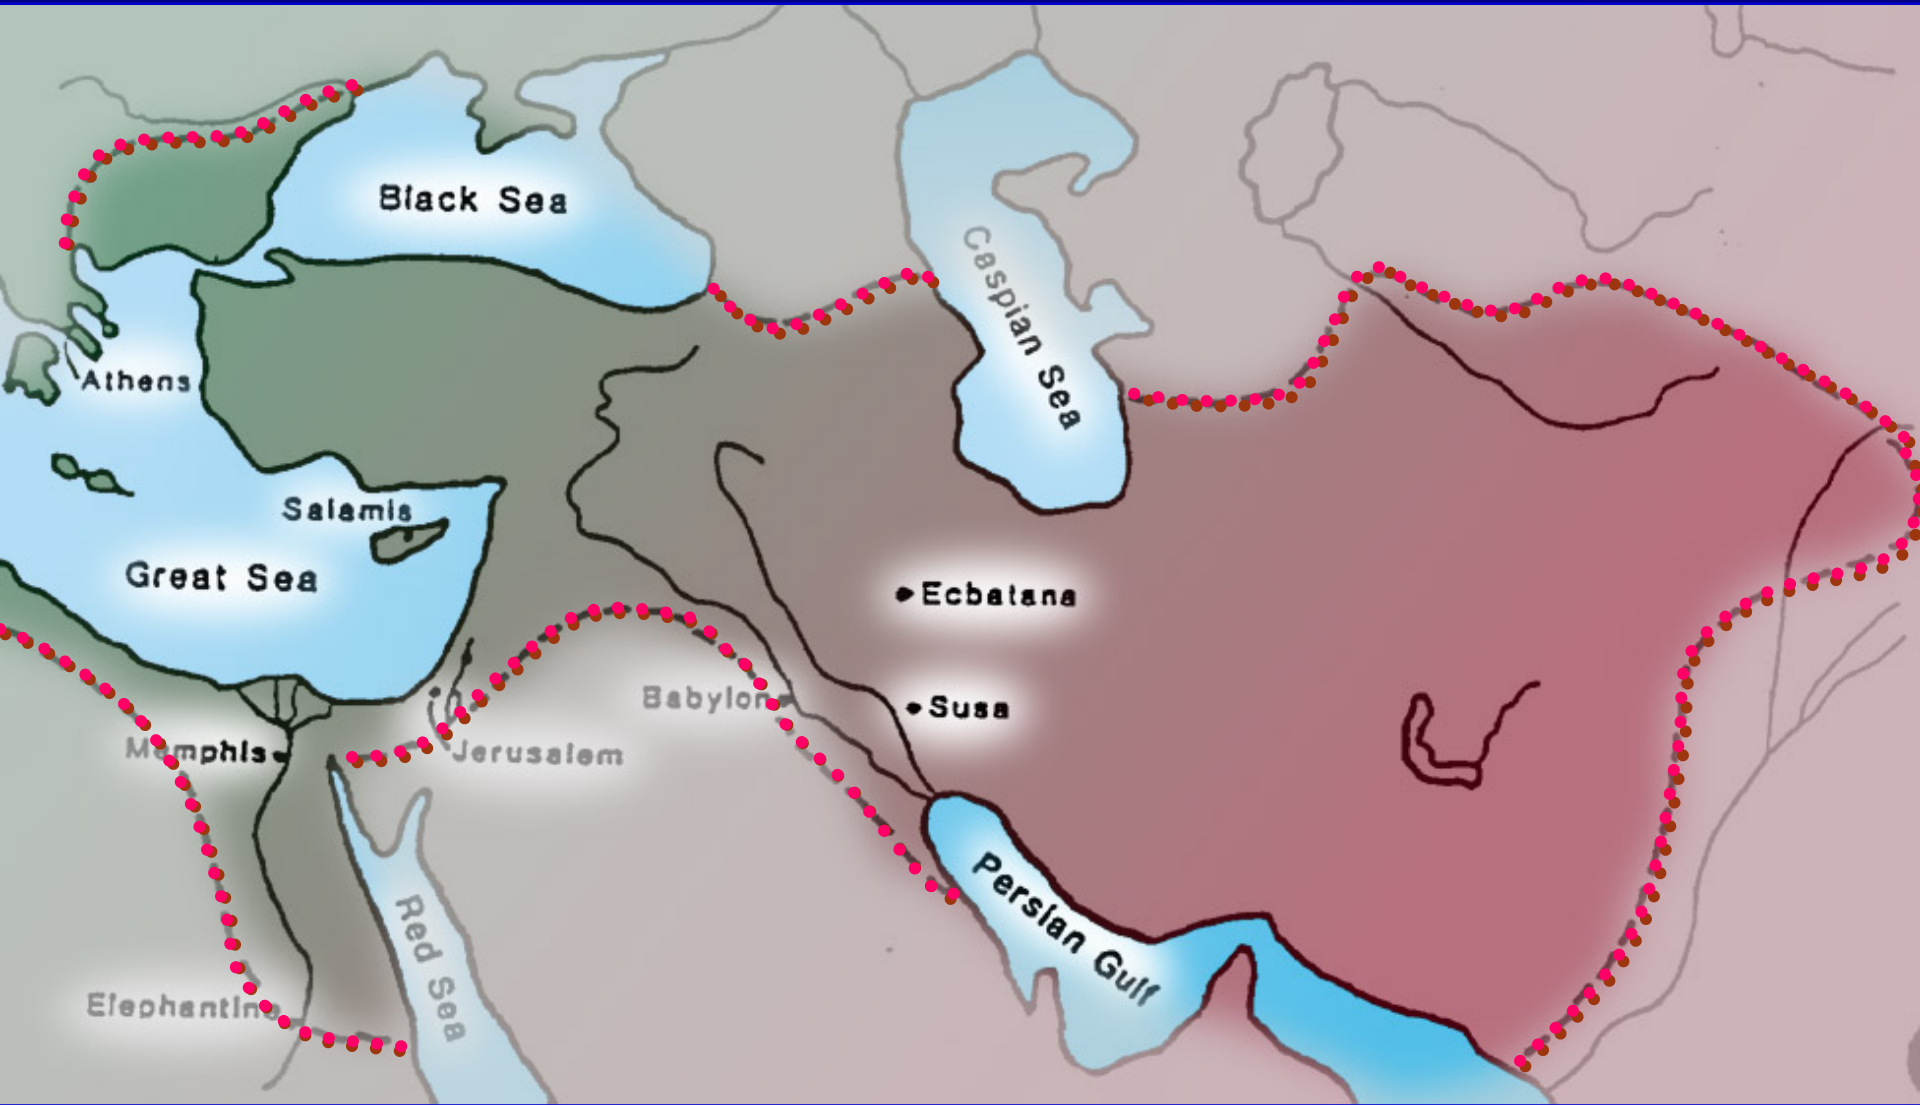 Black Sea
Caspian Sea
Athens
Salamis
Great Sea
Ecbatana
Babylon
Susa
Memphis
Jerusalem
Persian Gulf
Red Sea
Elephantine